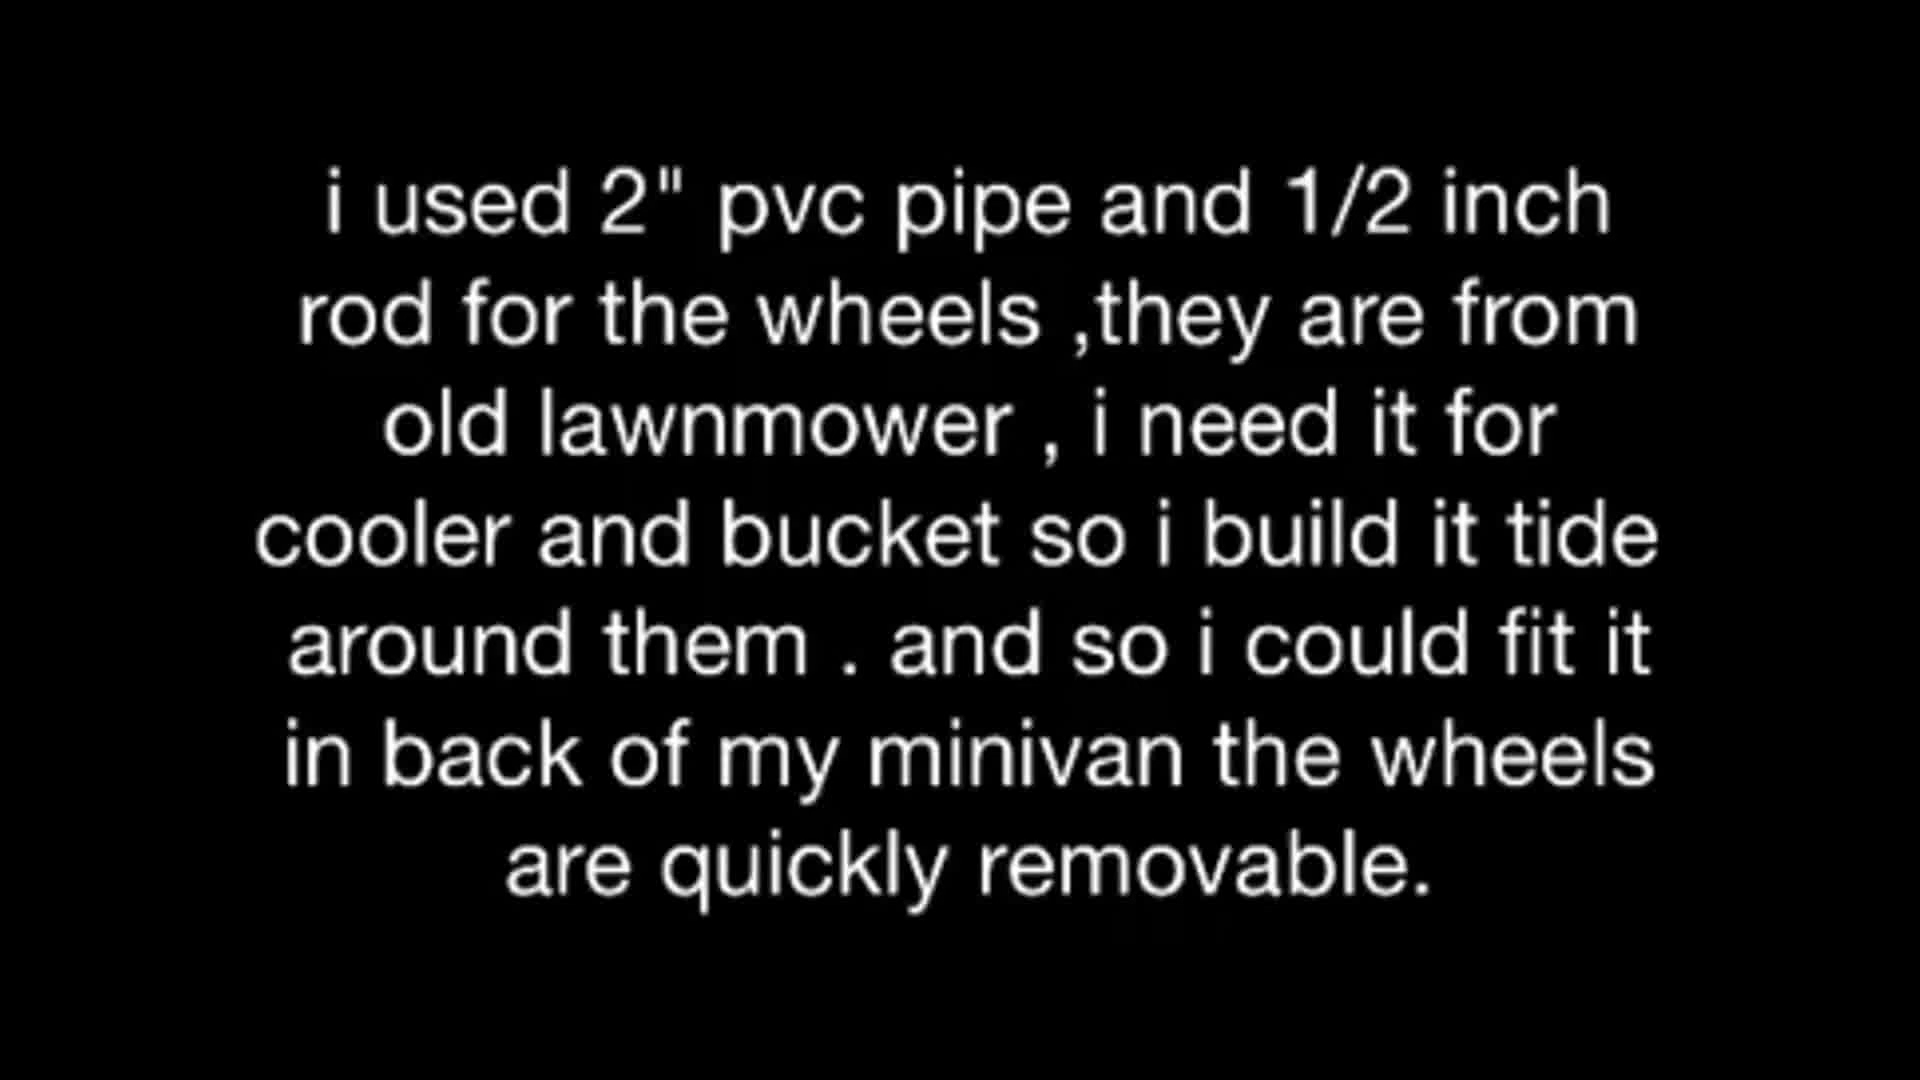 i used 2" pvc pipe and 1/2 inch
rod for the wheels ,they are from
old lawnmower , i need it for
cooler and bucket so i build it tide
around them . and so i could fit it
in back of my minivan the wheels
are quickly removable.